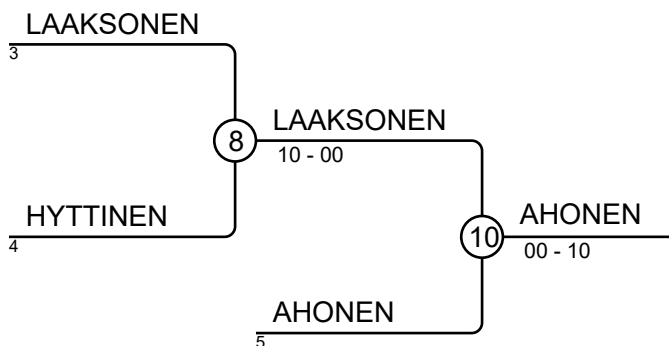 LAAKSONEN
3
8
LAAKSONEN
10 - 00
HYTTINEN
4
10
AHONEN
00 - 10
AHONEN
5